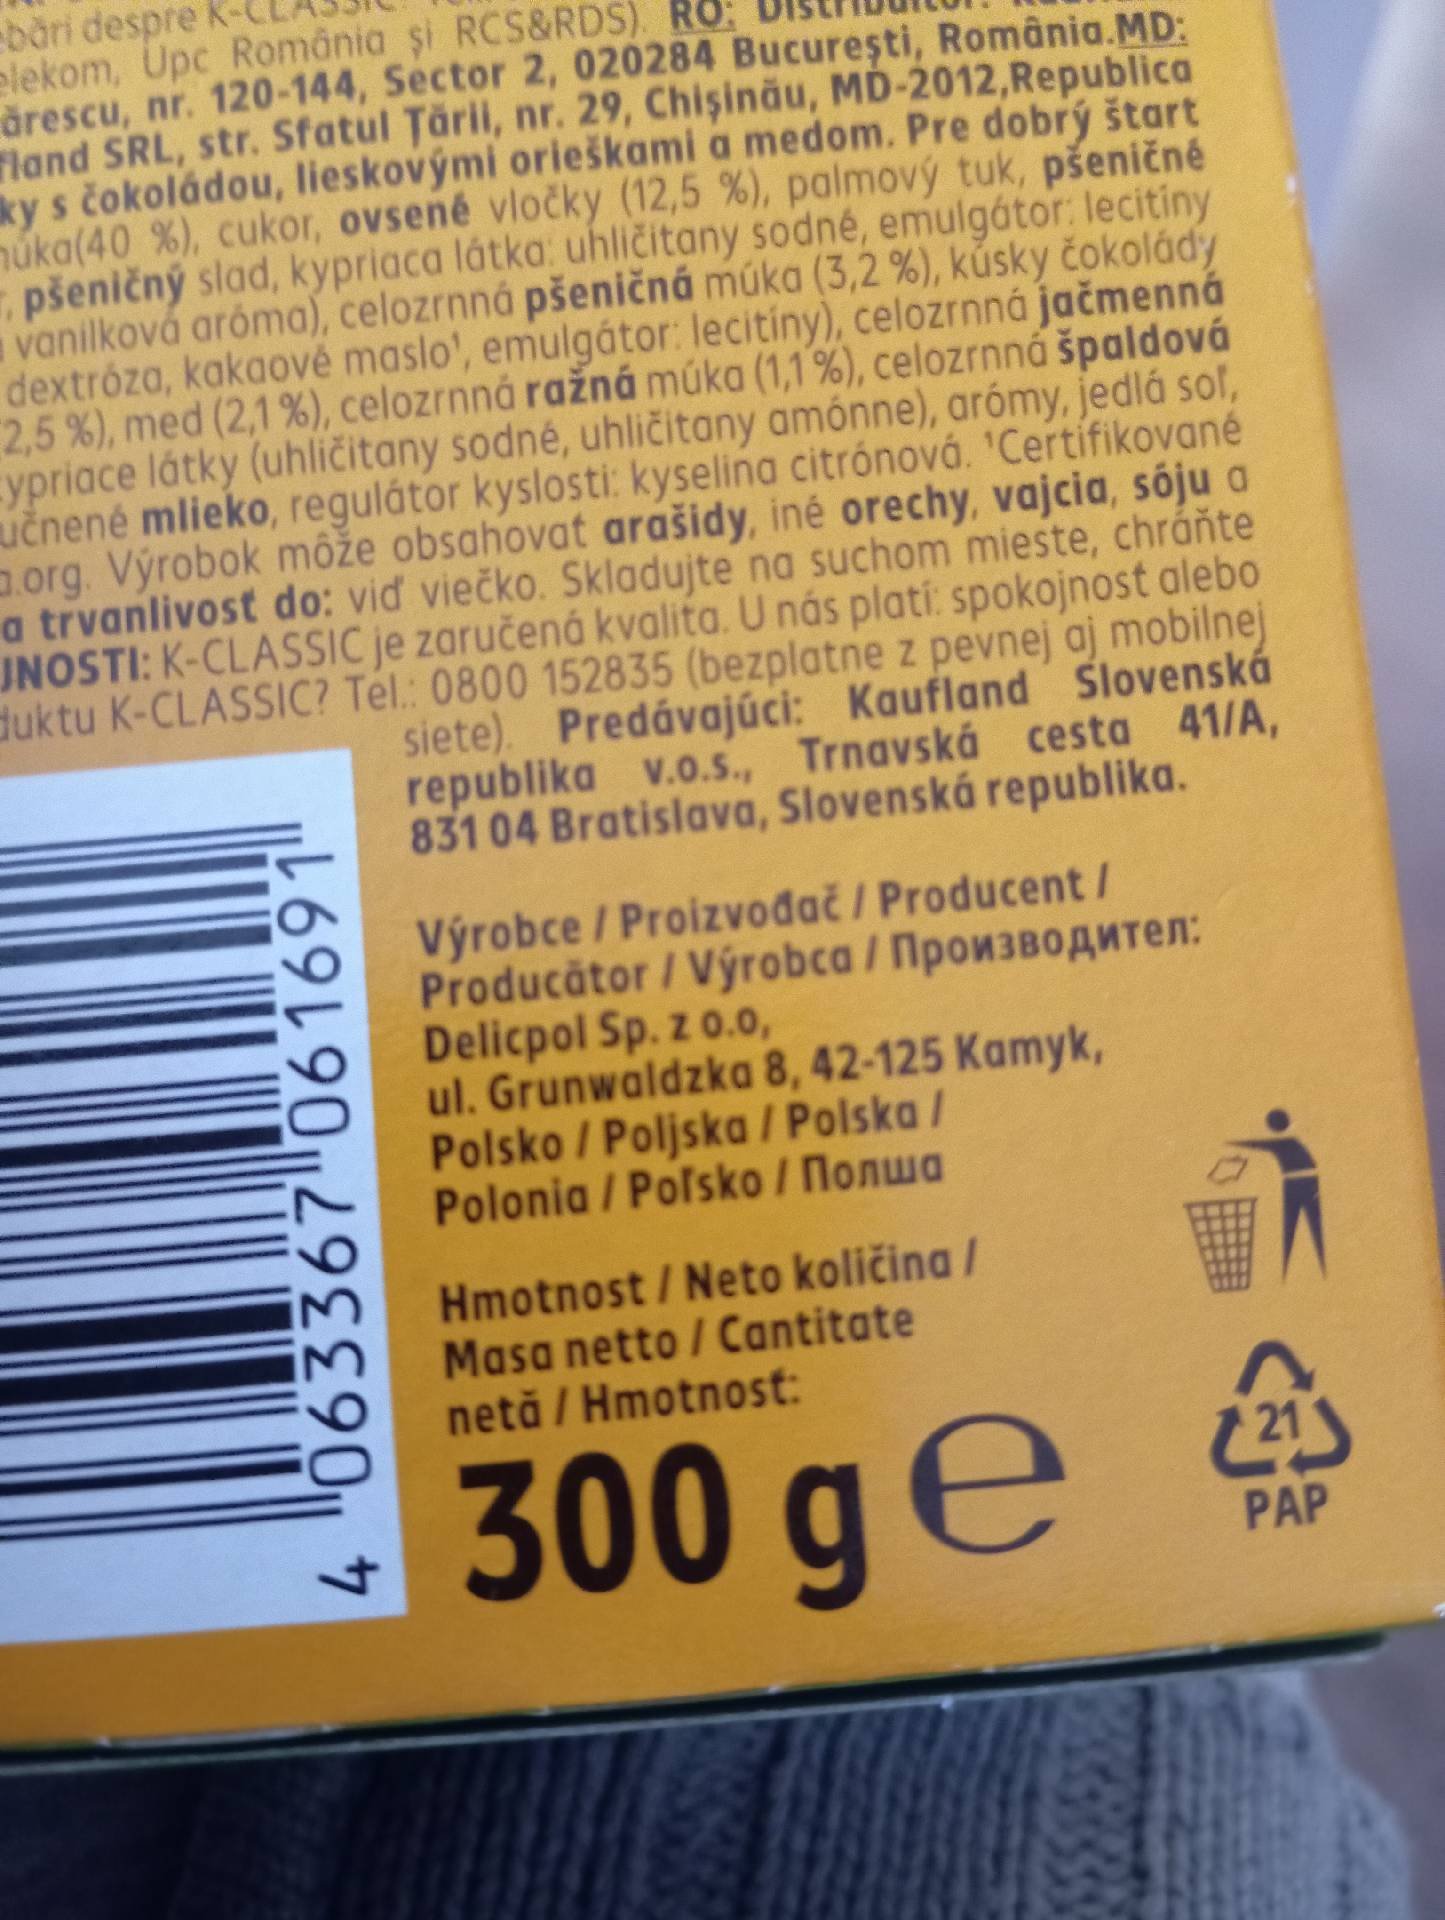 despre K-CLASSIC
Upc România și RCS&RDS). RO:
nr. 120-144, Sector 2, 020284 București, România.MD:
SRL, str. Sfatul Țării, nr. 29, Chișinău, MD-2012,Republica
s čokoládou, lieskovými orieškami a medom. Pre dobrý štart
múka(40 %), cukor, ovsené vločky (12,5 %), palmový tuk, pšeničné
pšeničný slad, kypriaca látka: uhličitany sodné, emulgátor: lecitíny
vanilková aróma), celozrnná pšeničná múka (3,2 %), kúsky čokolády
dextróza, kakaové maslo¹, emulgátor: lecitíny), celozrnná jačmenná
2,5 %), med (2,1 %), celozrnná ražná múka (1,1 %), celozrnná špaldová
kypriace látky (uhličitany sodné, uhličitany amónne), arómy, jedlá soľ,
mlieko, regulátor kyslosti: kyselina citrónová. ¹Certifikované
.org. Výrobok môže obsahovať arašidy, iné orechy, vajcia, sóju a
trvanlivosť do: viď viečko. Skladujte na suchom mieste, chráňte
JNOSTI: K-CLASSIC je zaručená kvalita. U nás platí: spokojnosť alebo
duktu K-CLASSIC? Tel.: 0800 152835 (bezplatne z pevnej aj mobilnej
siete). Predávajúci: Kaufland Slovenská
republika v.o.s., Trnavská cesta 41/A,
831 04 Bratislava, Slovenská republika.
Výrobce / Proizvođač / Producent /
Producător / Výrobca / Производител:
Delicpol Sp. z o.o,
ul. Grunwaldzka 8, 42-125 Kamyk,
Polsko / Poljska / Polska /
Polonia / Poľsko / Полша
Hmotnost / Neto količina /
Masa netto / Cantitate
netă / Hmotnosť:
300 g e
4 063367 061691
21
PAP